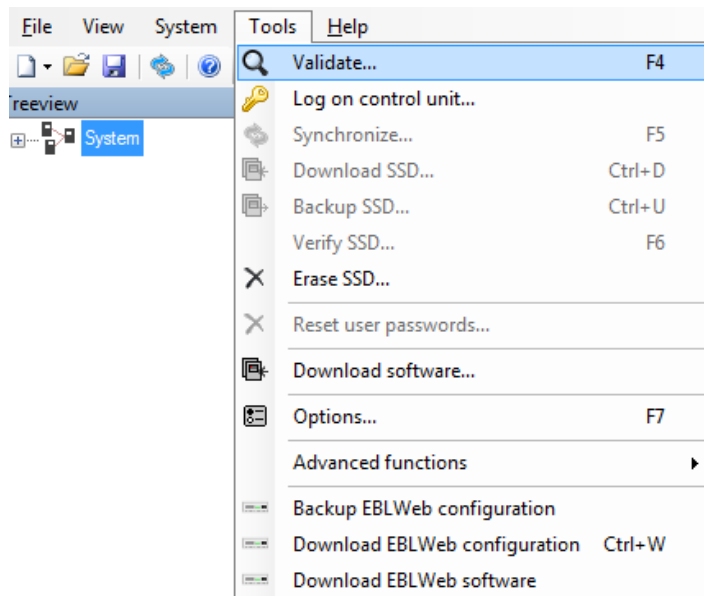 File View System Tools Help
reeview
System
Validate... F4
Log on control unit...
Synchronize... F5
Download SSD... Ctrl+D
Backup SSD... Ctrl+U
Verify SSD... F6
Erase SSD...
Reset user passwords...
Download software...
Options... F7
Advanced functions
Backup EBLWeb configuration
Download EBLWeb configuration Ctrl+W
Download EBLWeb software